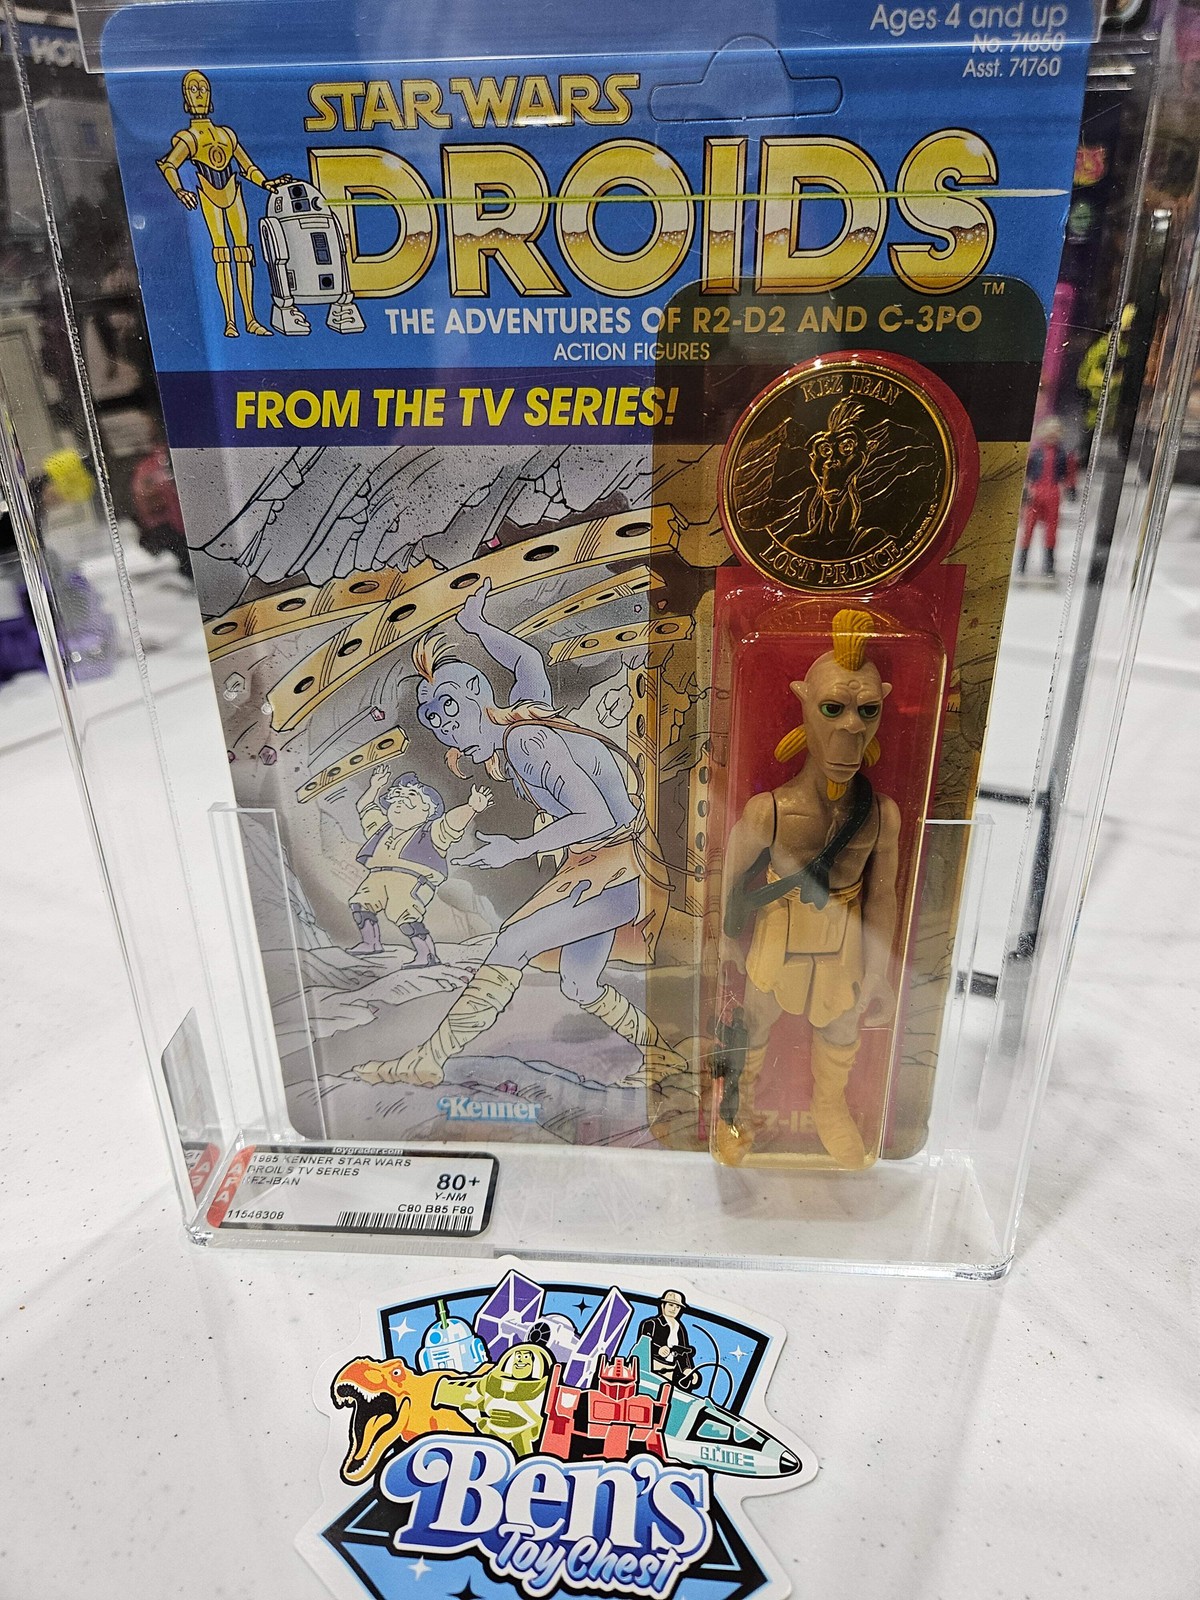 HOT
Ages 4 and up
No. 71850
Asst. 71760
STAR WARS
DROIDS
TM
THE ADVENTURES OF R2-D2 AND C-3PO
ACTION FIGURES
FROM THE TV SERIES!
KEZ IBAN
LOST PRINCE
Kenner
toygrader.com
AFA
1985 KENNER STAR WARS
DROIDS TV SERIES
KEZ-IBAN
80+
Y-NM
C80 B85 F80
11546308
G.I. JOE
Ben's
Toy Chest